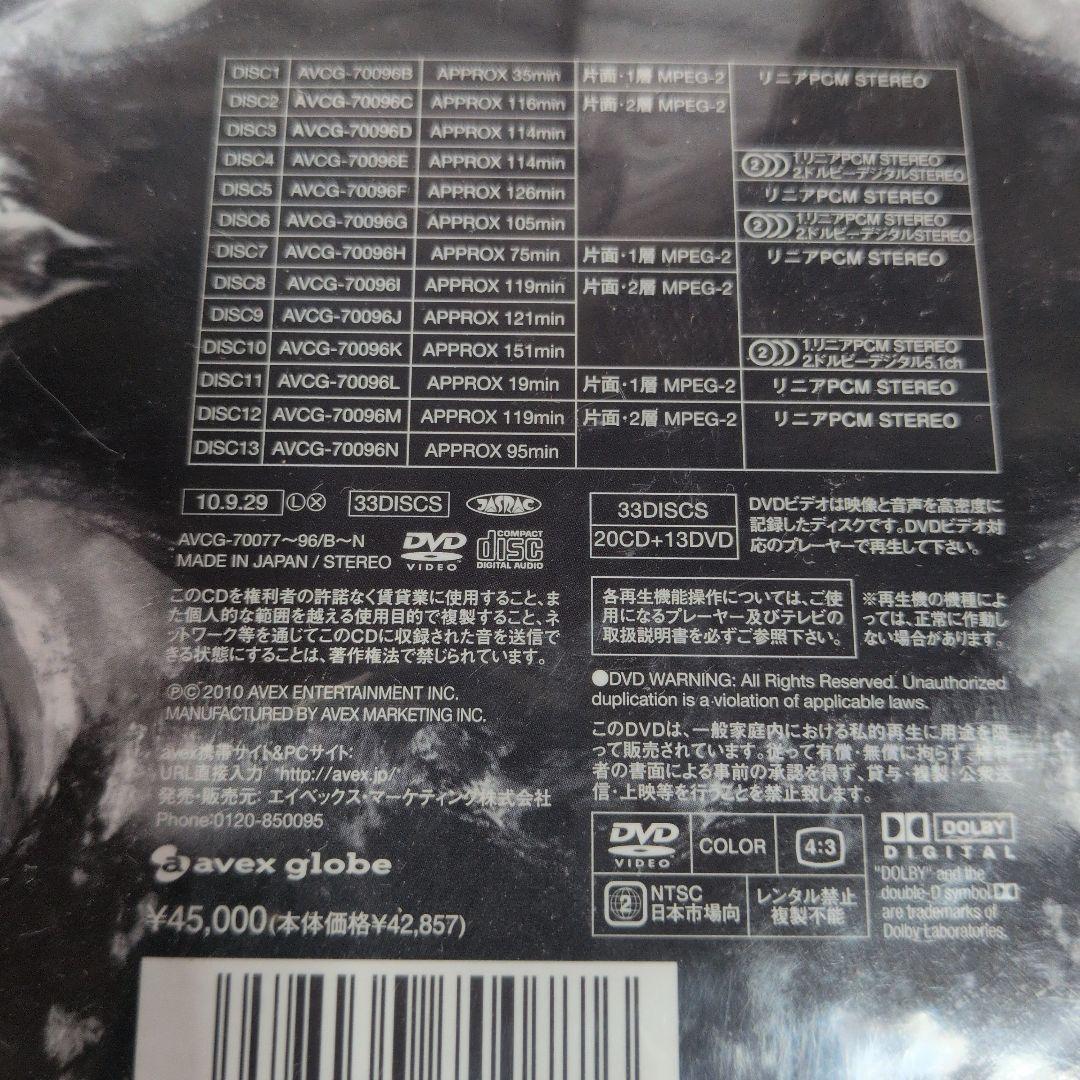 DISC1 AVCG-70096B APPROX 35min 片面・1層 MPEG-2 リニアPCM STEREO
DISC2 AVCG-70096C APPROX 116min 片面・2層 MPEG-2
DISC3 AVCG-70096D APPROX 114min
DISC4 AVCG-70096E APPROX 114min 2 1.リニアPCM STEREO
2.ドルビーデジタルSTEREO
DISC5 AVCG-70096F APPROX 126min リニアPCM STEREO
DISC6 AVCG-70096G APPROX 105min 2 1.リニアPCM STEREO
2.ドルビーデジタルSTEREO
DISC7 AVCG-70096H APPROX 75min 片面・1層 MPEG-2 リニアPCM STEREO
DISC8 AVCG-70096I APPROX 119min 片面・2層 MPEG-2
DISC9 AVCG-70096J APPROX 121min
DISC10 AVCG-70096K APPROX 151min 2 1.リニアPCM STEREO
2.ドルビーデジタル5.1ch
DISC11 AVCG-70096L APPROX 19min 片面・1層 MPEG-2 リニアPCM STEREO
DISC12 AVCG-70096M APPROX 119min 片面・2層 MPEG-2 リニアPCM STEREO
DISC13 AVCG-70096N APPROX 95min
10.9.29 Ⓛ Ⓧ 33DISCS JASRAC
AVCG-70077〜96/B〜N
MADE IN JAPAN / STEREO
DVD VIDEO
COMPACT disc DIGITAL AUDIO
33DISCS
20CD+13DVD
DVDビデオは映像と音声を高密度に
記録したディスクです。DVDビデオ対
応のプレーヤーで再生して下さい。
このCDを権利者の許諾なく賃貸業に使用すること、ま
た個人的な範囲を越える使用目的で複製すること、ネ
ットワーク等を通じてこのCDに収録された音を送信で
きる状態にすることは、著作権法で禁じられています。
各再生機能操作については、ご使
用になるプレーヤー及びテレビの
取扱説明書を必ずご参照下さい。
※再生機の機種によ
っては、正常に作動し
ない場合があります。
℗© 2010 AVEX ENTERTAINMENT INC.
MANUFACTURED BY AVEX MARKETING INC.
●DVD WARNING: All Rights Reserved. Unauthorized
duplication is a violation of applicable laws.
avex携帯サイト&PCサイト:
URL直接入力 "http://avex.jp/"
発売・販売元: エイベックス・マーケティング株式会社
Phone:0120-850095
このDVDは、一般家庭内における私的再生に用途を限
って販売されています。従って有償・無償に拘らず、権利
者の書面による事前の承認を得ず、貸与・複製・公衆送
信・上映等を行うことを禁止致します。
a avex globe
¥45,000(本体価格¥42,857)
DVD VIDEO COLOR 4:3
2 NTSC
日本市場向
レンタル禁止
複製不能
DOLBY
DIGITAL
"DOLBY" and the
double-D symbol
are trademarks of
Dolby Laboratories.